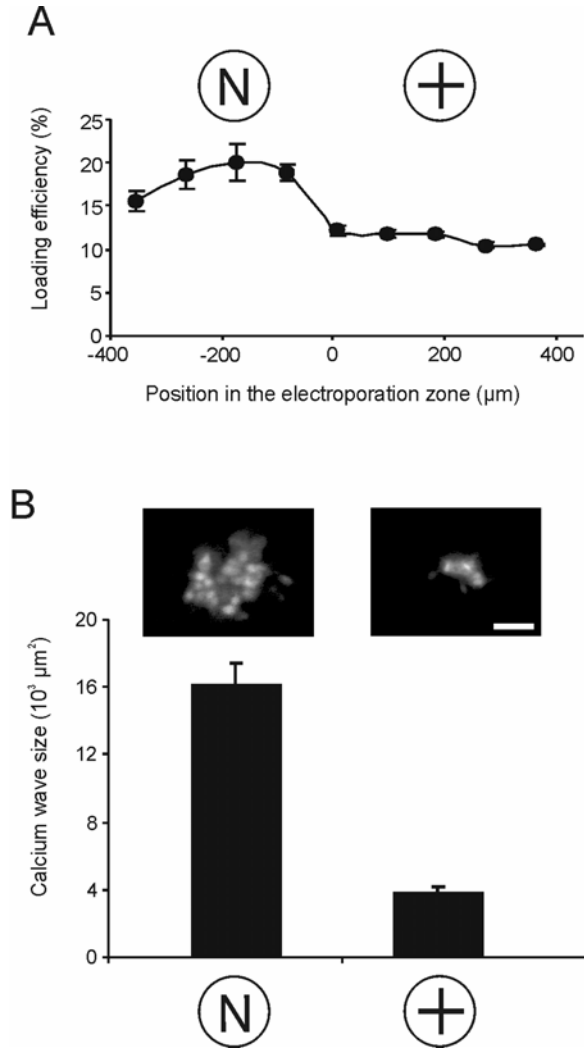 A
N +
Loading efficiency (%)
25
20
15
10
5
0
-400 -200 0 200 400
Position in the electroporation zone (µm)
B
Calcium wave size (10³ µm²)
20
16
12
8
4
0
N +